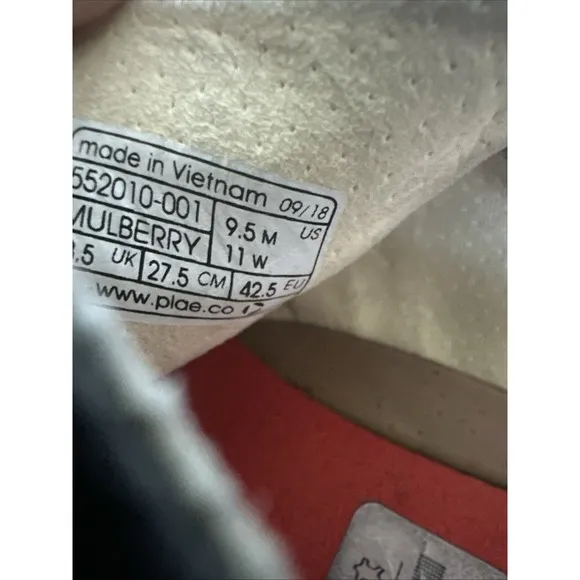 made in Vietnam 09/18
552010-001 9.5 M US
MULBERRY 11 W
.5 UK 27.5 CM 42.5 EU
www.plae.co